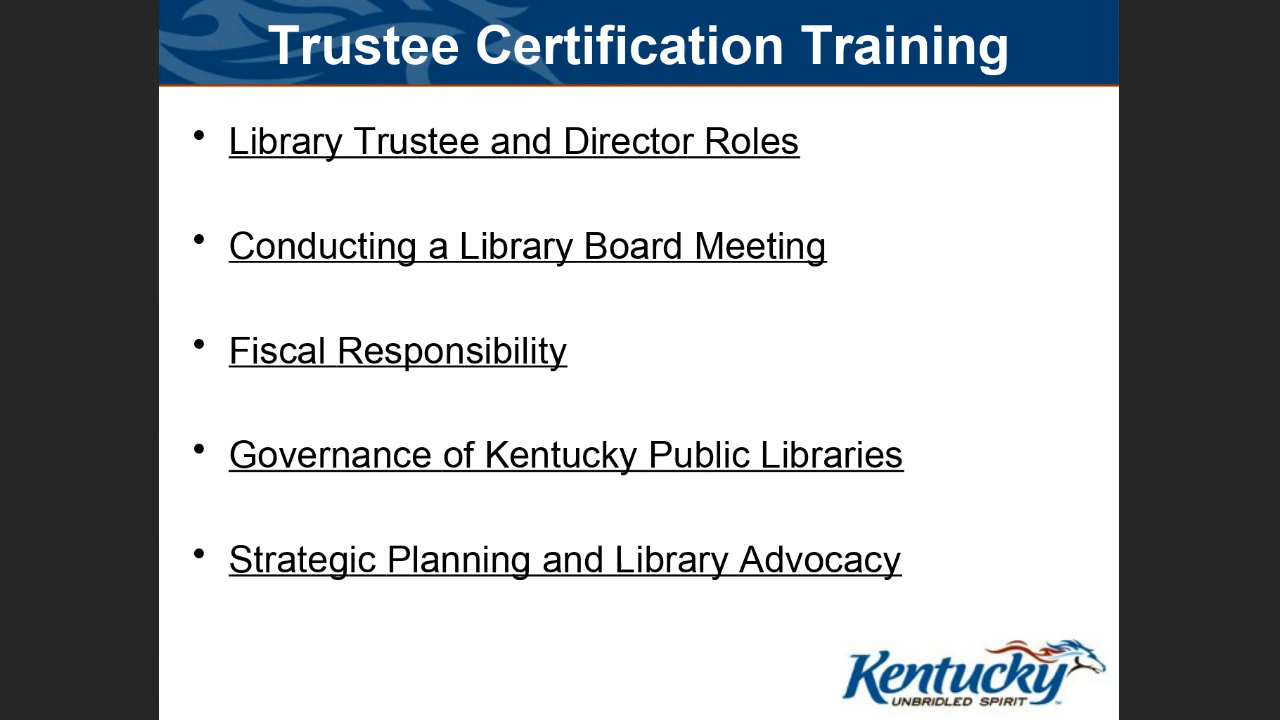 Trustee Certification Training
• Library Trustee and Director Roles
• Conducting a Library Board Meeting
• Fiscal Responsibility
• Governance of Kentucky Public Libraries
• Strategic Planning and Library Advocacy
Kentucky
UNBRIDLED SPIRIT™